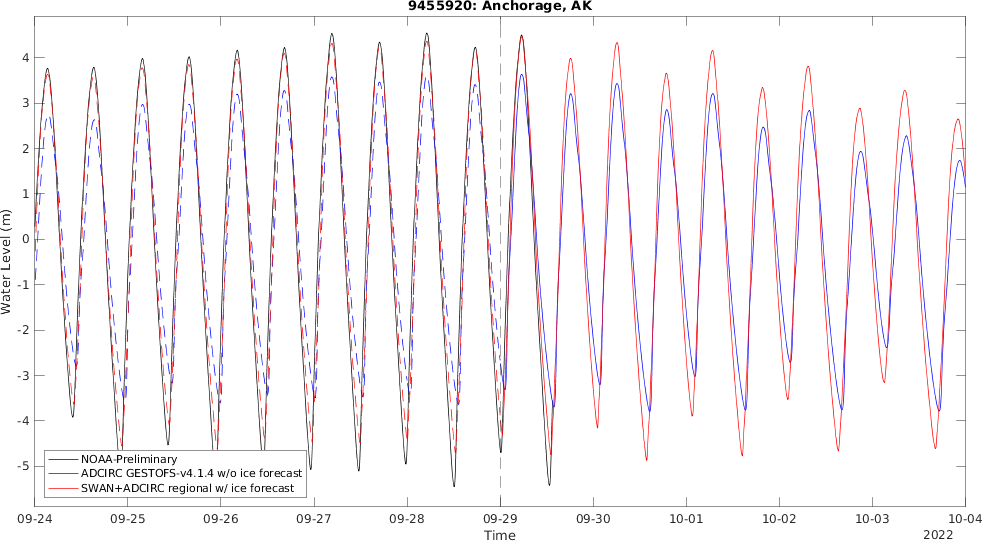 9455920: Anchorage, AK
4
3
2
1
0
-1
-2
-3
-4
-5
Water Level (m)
NOAA-Preliminary
ADCIRC GESTOFS-v4.1.4 w/o ice forecast
SWAN+ADCIRC regional w/ ice forecast
09-24 09-25 09-26 09-27 09-28 09-29 09-30 10-01 10-02 10-03 10-04
Time
2022